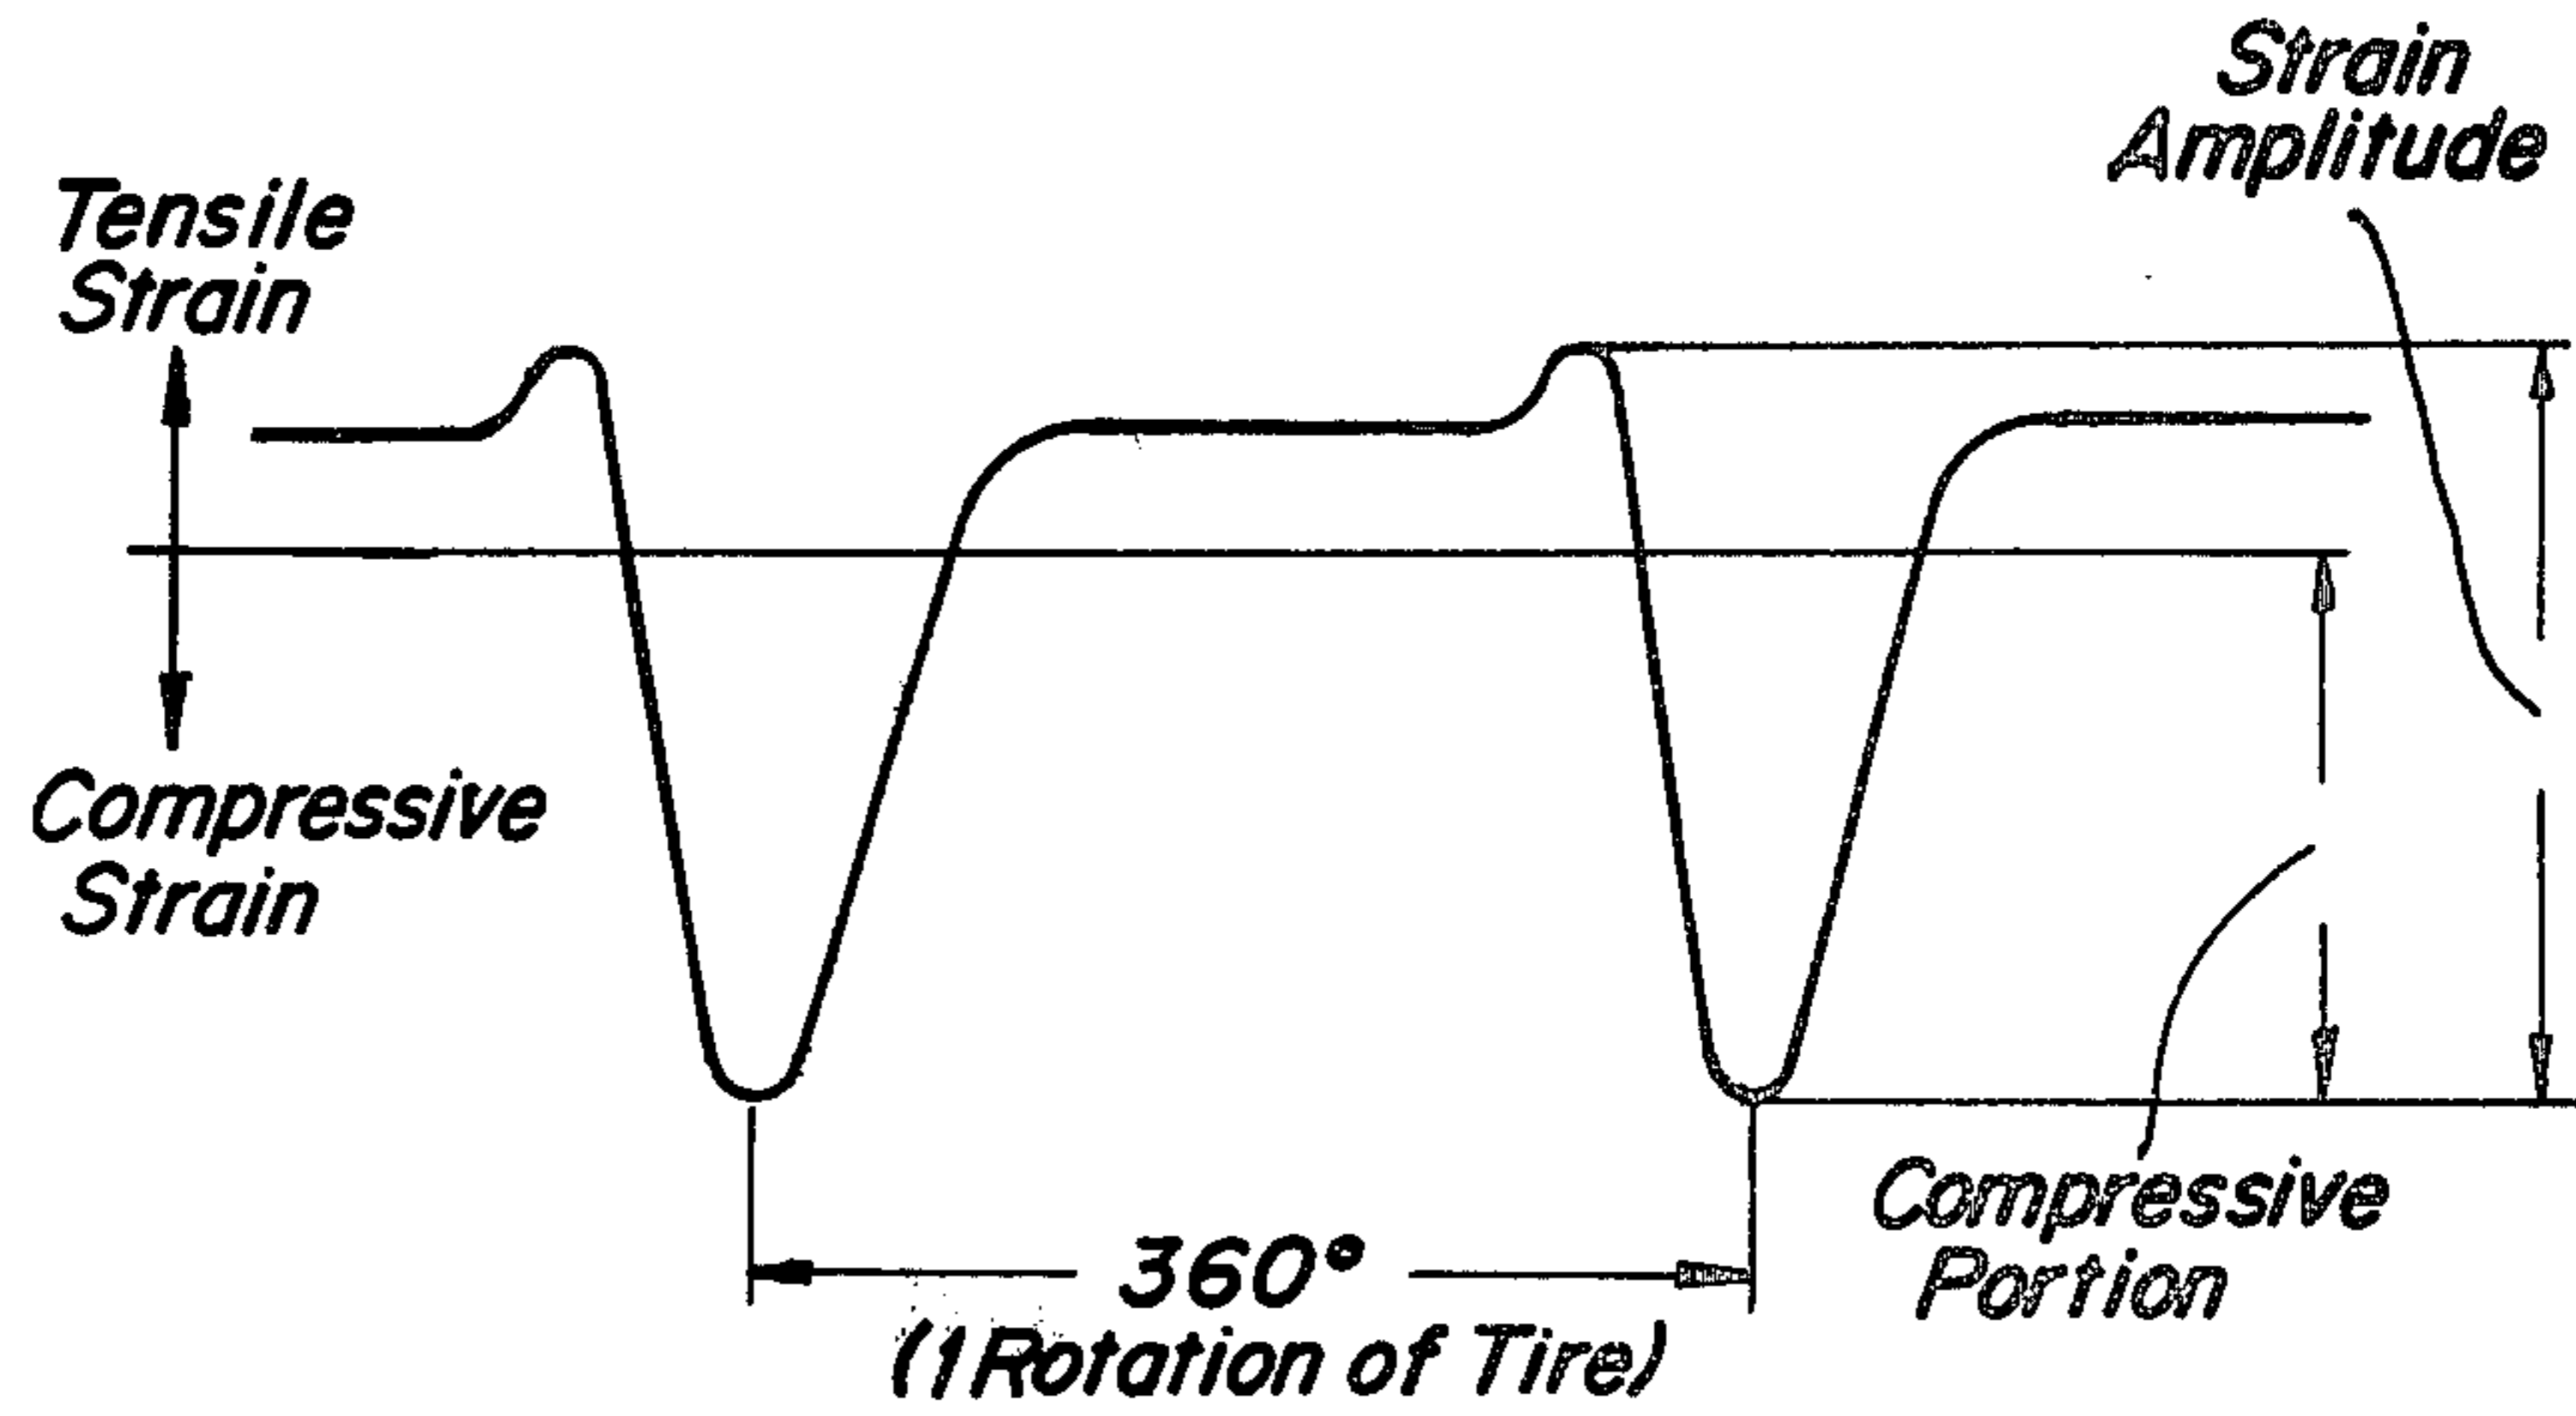 Strain
Amplitude
Tensile
Strain
Compressive
Strain
Compressive
Portion
360°
(1 Rotation of Tire)